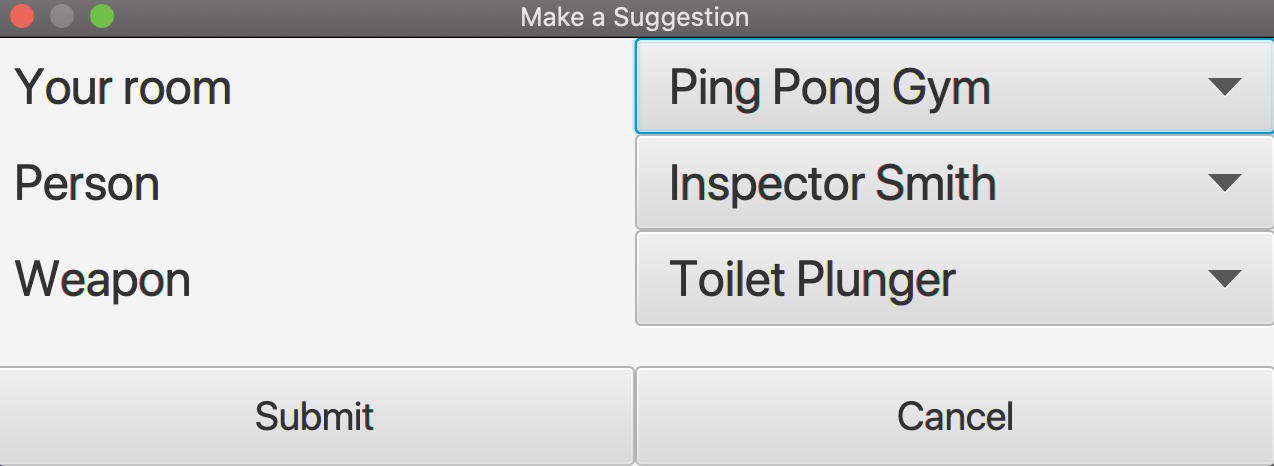 Make a Suggestion
Your room Ping Pong Gym
Person Inspector Smith
Weapon Toilet Plunger
Submit Cancel